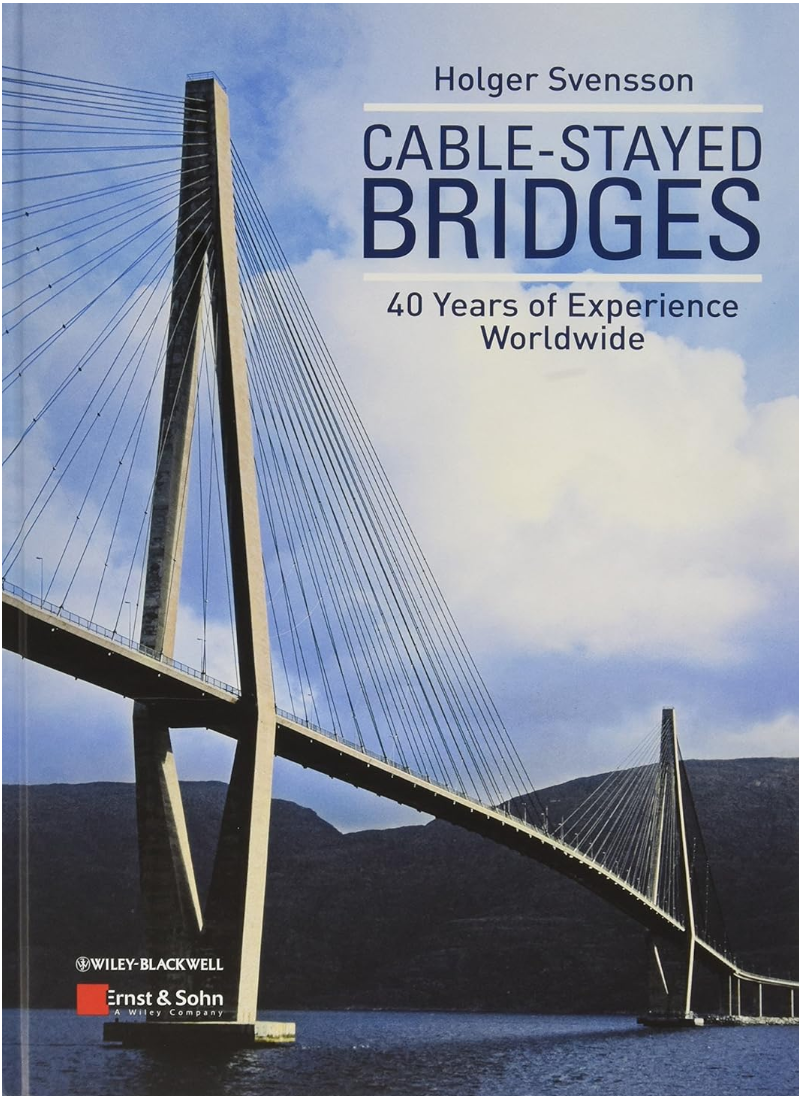 Holger Svensson
CABLE-STAYED
BRIDGES
40 Years of Experience
Worldwide
WILEY-BLACKWELL
Ernst & Sohn
A Wiley Company